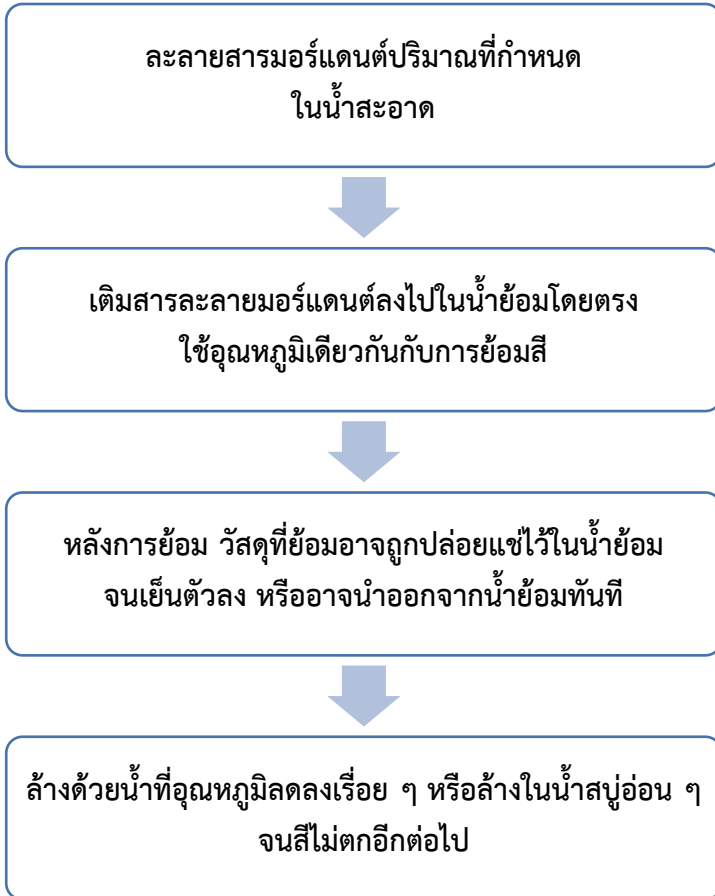 ละลายสารมอร์แดนต์ปริมาณที่กำหนด
ในน้ำสะอาด
เติมสารละลายมอร์แดนต์ลงไปในน้ำย้อมโดยตรง
ใช้อุณหภูมิเดียวกันกับการย้อมสี
หลังการย้อม วัสดุที่ย้อมอาจถูกปล่อยแช่ไว้ในน้ำย้อม
จนเย็นตัวลง หรืออาจนำออกจากน้ำย้อมทันที
ล้างด้วยน้ำที่อุณหภูมิลดลงเรื่อย ๆ หรือล้างในน้ำสบู่อ่อน ๆ
จนสีไม่ตกอีกต่อไป